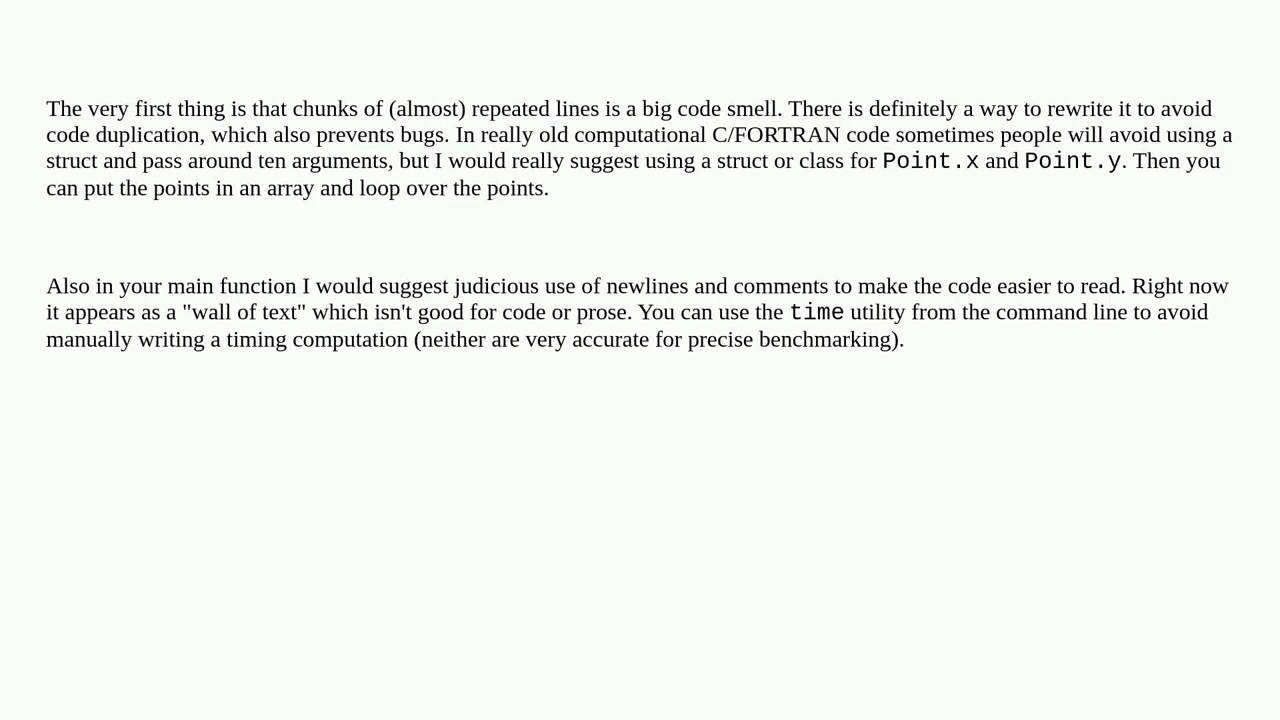 The very first thing is that chunks of (almost) repeated lines is a big code smell. There is definitely a way to rewrite it to avoid
code duplication, which also prevents bugs. In really old computational C/FORTRAN code sometimes people will avoid using a
struct and pass around ten arguments, but I would really suggest using a struct or class for Point.x and Point.y. Then you
can put the points in an array and loop over the points.
Also in your main function I would suggest judicious use of newlines and comments to make the code easier to read. Right now
it appears as a "wall of text" which isn't good for code or prose. You can use the time utility from the command line to avoid
manually writing a timing computation (neither are very accurate for precise benchmarking).